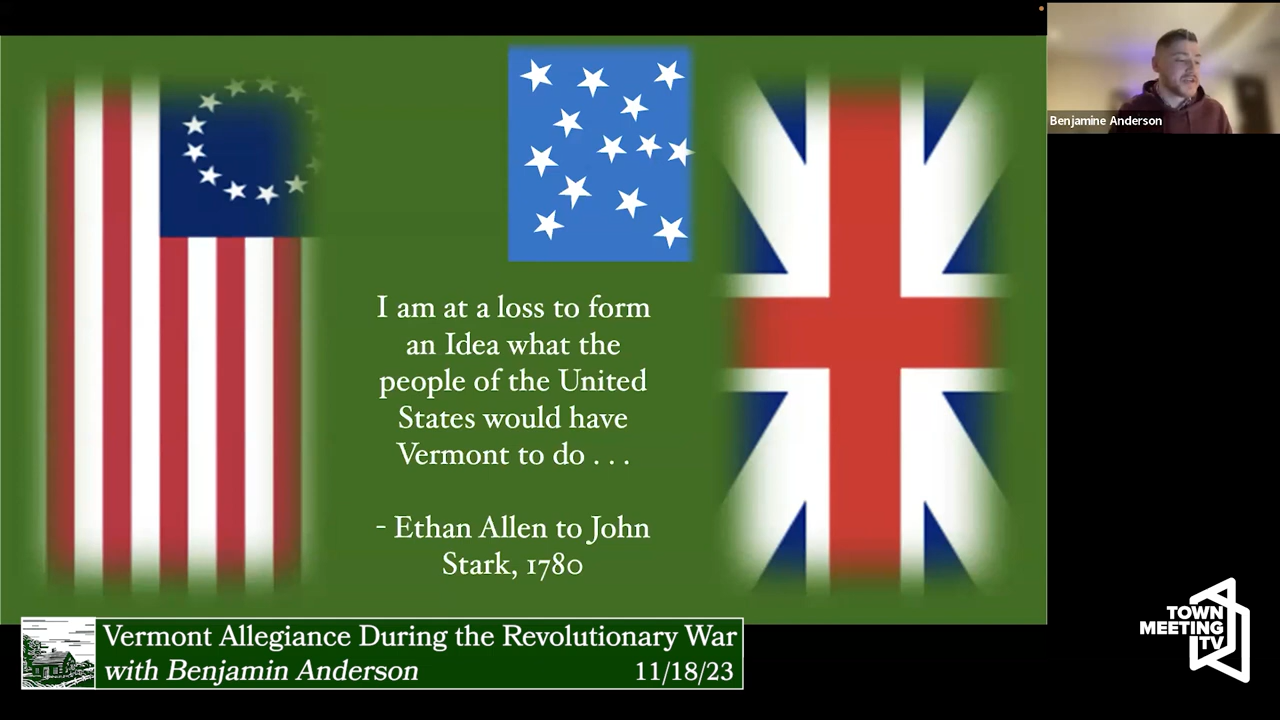 Benjamine Anderson
I am at a loss to form
an Idea what the
people of the United
States would have
Vermont to do . . .
- Ethan Allen to John
Stark, 1780
Vermont Allegiance During the Revolutionary War
with Benjamin Anderson 11/18/23
TOWN
MEETING
TV